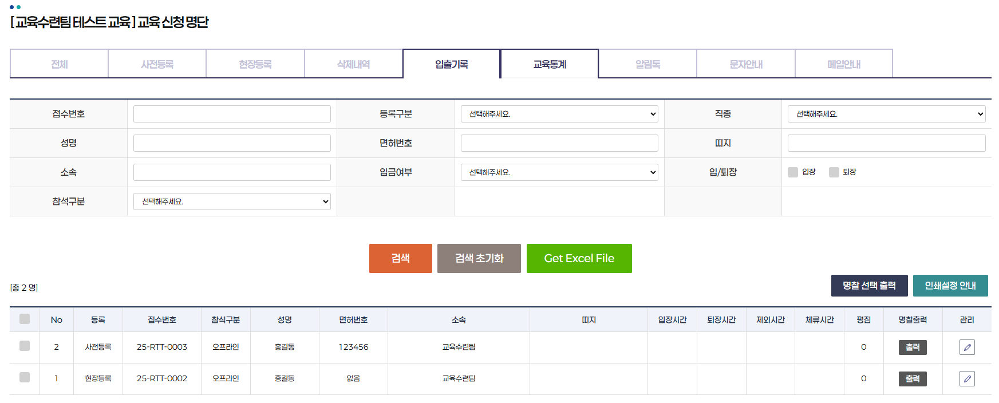 [ 교육수련팀 테스트 교육 ] 교육 신청 명단
전체 사전등록 현장등록 삭제내역 입출기록 교육통계 알림톡 문자안내 메일안내
접수번호 등록구분 선택해주세요. 직종 선택해주세요.
성명 면허번호 띠지
소속 입금여부 선택해주세요. 입/퇴장 입장 퇴장
참석구분 선택해주세요.
검색 검색 초기화 Get Excel File
[총 2 명] 명찰 선택 출력 인쇄설정 안내
No 등록 접수번호 참석구분 성명 면허번호 소속 띠지 입장시간 퇴장시간 제외시간 체류시간 평점 명찰출력 관리
2 사전등록 25-RTT-0003 오프라인 홍길동 123456 교육수련팀 0 출력
1 현장등록 25-RTT-0002 오프라인 홍길동 없음 교육수련팀 0 출력